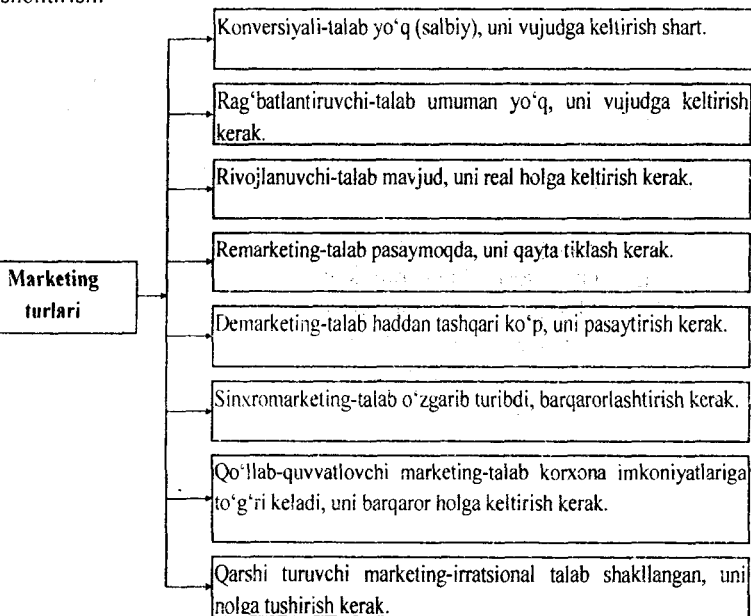 Konversiyali-talab yo‘q (salbiy), uni vujudga keltirish shart.
Rag‘batlantiruvchi-talab umuman yo‘q, uni vujudga keltirish
kerak.
Rivojlanuvchi-talab mavjud, uni real holga keltirish kerak.
Remarketing-talab pasaymoqda, uni qayta tiklash kerak.
Marketing
turlari
Demarketing-talab haddan tashqari ko‘p, uni pasaytirish kerak.
Sinxromarketing-talab o‘zgarib turibdi, barqarorlashtirish kerak.
Qo‘llab-quvvatlovchi marketing-talab korxona imkoniyatlariga
to‘g‘ri keladi, uni barqaror holga keltirish kerak.
Qarshi turuvchi marketing-irratsional talab shakllangan, uni
nolga tushirish kerak.